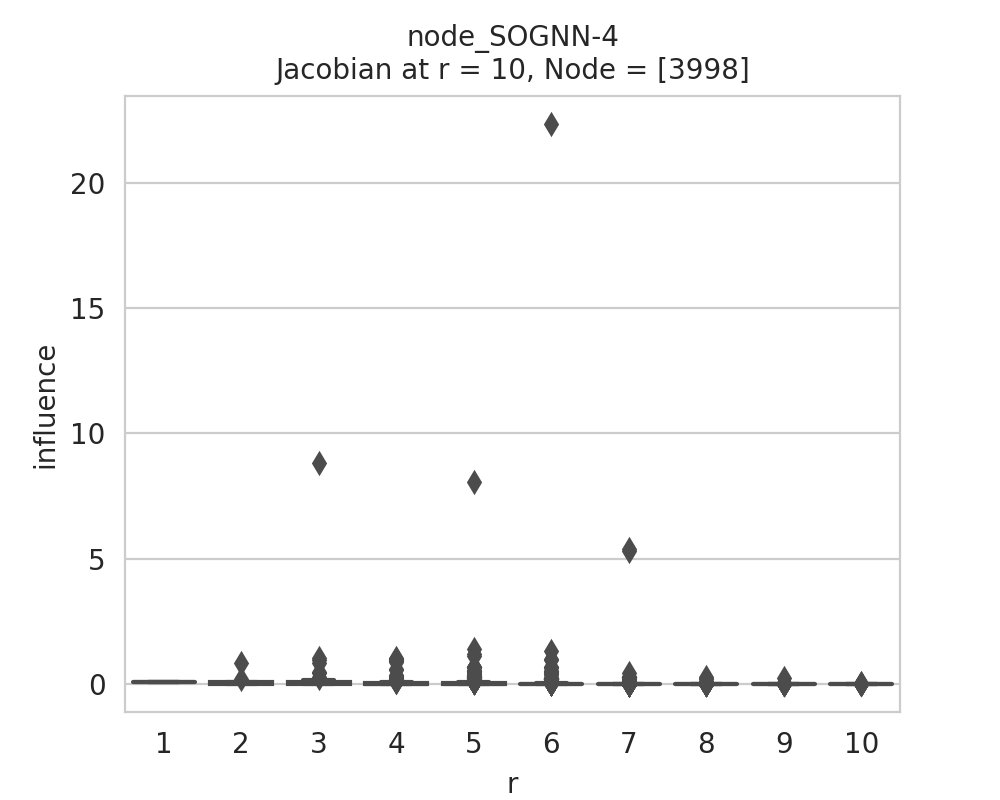 node_SOGNN-4
Jacobian at r = 10, Node = [3998]
influence
20
15
10
5
0
1 2 3 4 5 6 7 8 9 10
r